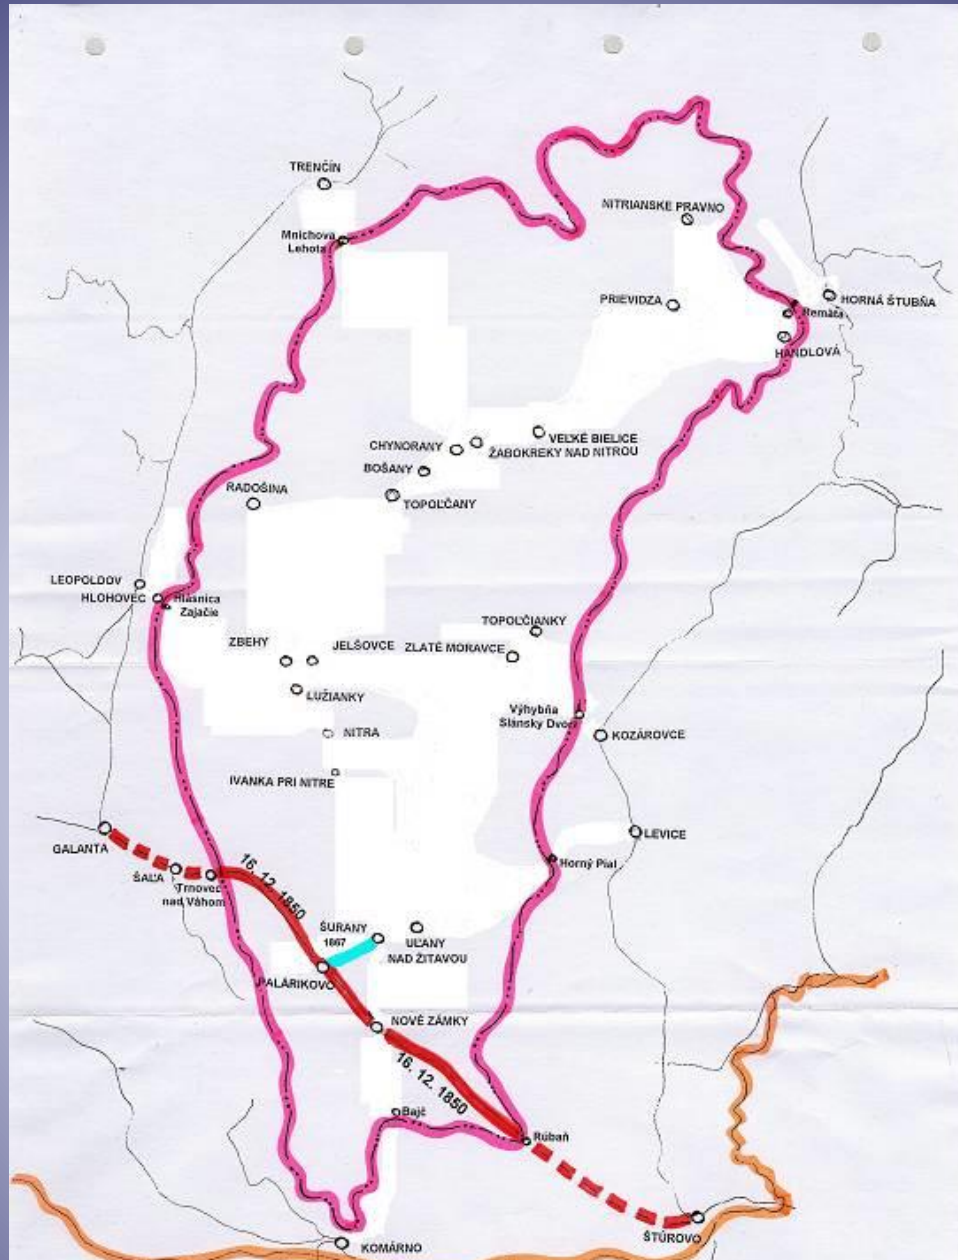 TRENČÍN
NITRIANSKE PRAVNO
Mníchova
Lehota
PRIEVIDZA
HORNÁ ŠTUBŇA
Remata
HANDLOVÁ
VEĽKÉ BIELICE
CHYNORANY
ŽABOKREKY NAD NITROU
BOŠANY
RADOŠINA
TOPOĽČANY
LEOPOLDOV
HLOHOVEC
Hlásnica
Zajačie
TOPOĽČIANKY
ZBEHY
JELŠOVCE
ZLATÉ MORAVCE
LUŽIANKY
Výhybňa
Slánsky Dvor
NITRA
KOZÁROVCE
IVANKA PRI NITRE
GALANTA
LEVICE
Horný Pial
ŠAĽA
Trnovec
nad Váhom
16. 12. 1850
ŠURANY
1867
UĽANY
NAD ŽITAVOU
PALÁRIKOVO
NOVÉ ZÁMKY
16. 12. 1850
Bajč
Rúbaň
ŠTÚROVO
KOMÁRNO